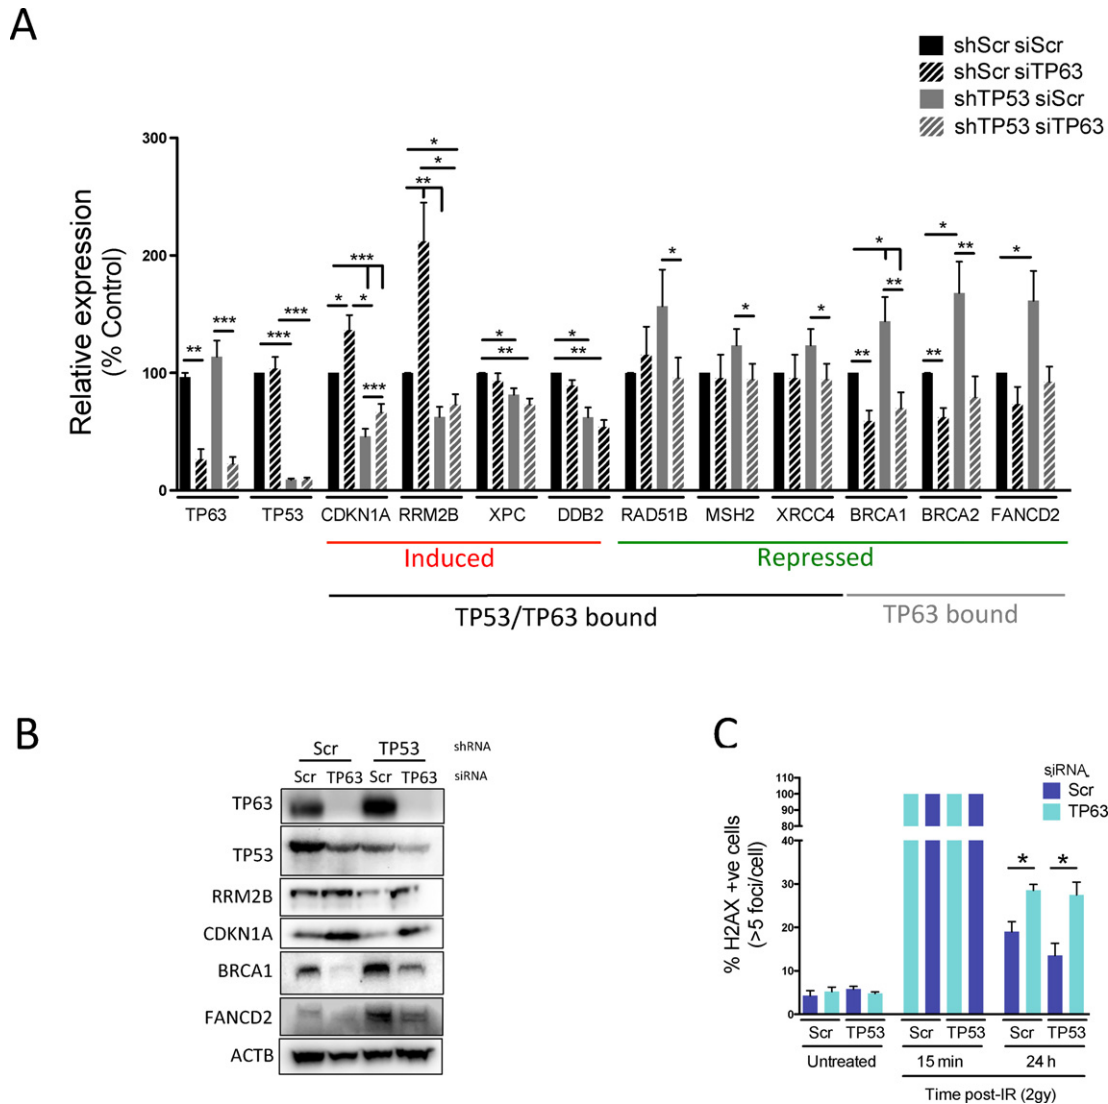 A
shScr siScr
shScr siTP63
shTP53 siScr
shTP53 siTP63
Relative expression
(% Control)
300
200
100
0
* * ** *** * * *** *** * *** *** * * ** * ** * * * * ** ** * ** ** *
TP63 TP53 CDKN1A RRM2B XPC DDB2 RAD51B MSH2 XRCC4 BRCA1 BRCA2 FANCD2
Induced Repressed
TP53/TP63 bound TP63 bound
B
Scr TP53 shRNA
Scr TP63 Scr TP63 siRNA
TP63
TP53
RRM2B
CDKN1A
BRCA1
FANCD2
ACTB
C
siRNA
Scr
TP63
% H2AX +ve cells
(>5 foci/cell)
110
100
90
80
40
30
20
10
0
* *
Scr TP53 Scr TP53 Scr TP53
Untreated 15 min 24 h
Time post-IR (2gy)